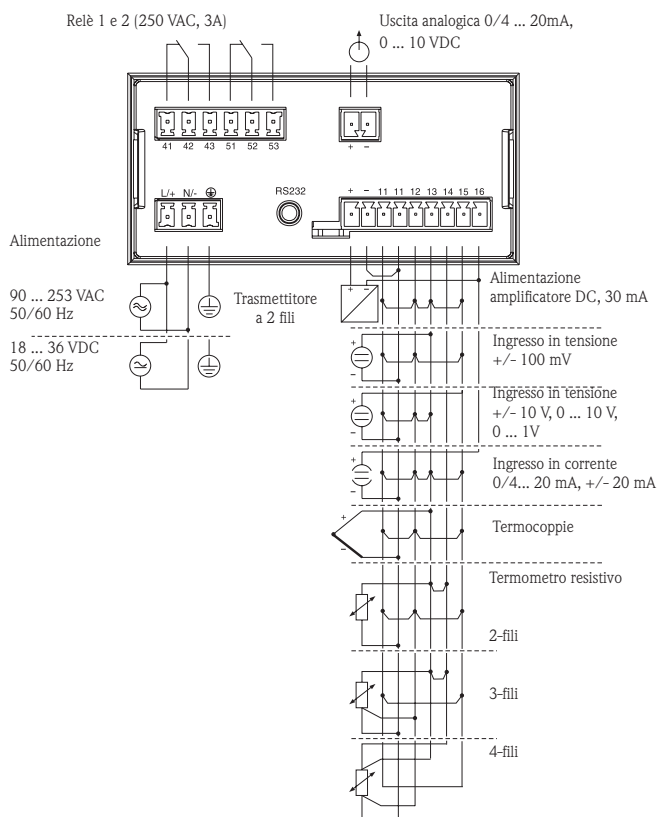 Relè 1 e 2 (250 VAC, 3A)
Uscita analogica 0/4 ... 20mA,
0 ... 10 VDC
41 42 43 51 52 53
+ -
L/+ N/-
RS232
+ - 11 11 12 13 14 15 16
Alimentazione
90 ... 253 VAC
50/60 Hz
18 ... 36 VDC
50/60 Hz
Trasmettitore
a 2 fili
+ -
Alimentazione
amplificatore DC, 30 mA
+
-
Ingresso in tensione
+/- 100 mV
+
-
Ingresso in tensione
+/- 10 V, 0 ... 10 V,
0 ... 1V
+
-
Ingresso in corrente
0/4... 20 mA, +/- 20 mA
+
-
Termocoppie
Termometro resistivo
2-fili
3-fili
4-fili